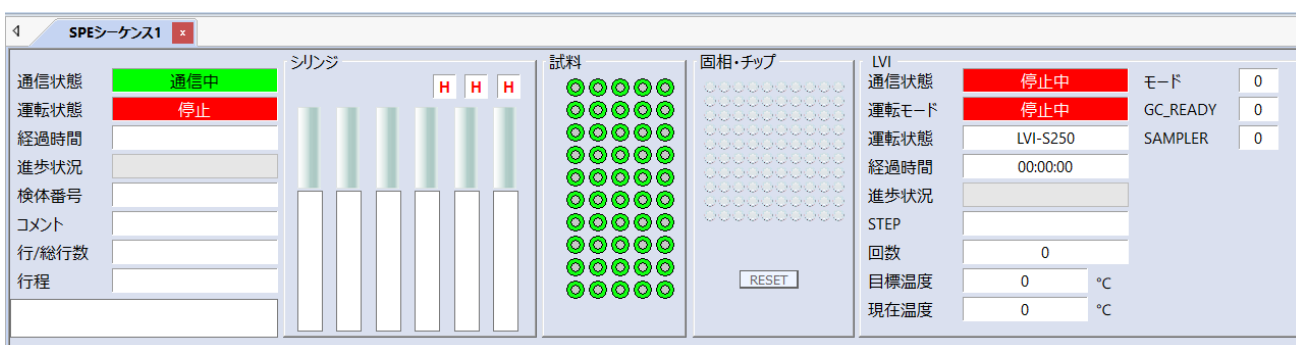 SPEシーケンス1 x
通信状態 通信中
運転状態 停止
経過時間
進歩状況
検体番号
コメント
行/総行数
行程
シリンジ
H H H
試料
固相・チップ
RESET
LVI
通信状態 停止中
運転モード 停止中
運転状態 LVI-S250
経過時間 00:00:00
進歩状況
STEP
回数 0
目標温度 0 °C
現在温度 0 °C
モード 0
GC_READY 0
SAMPLER 0